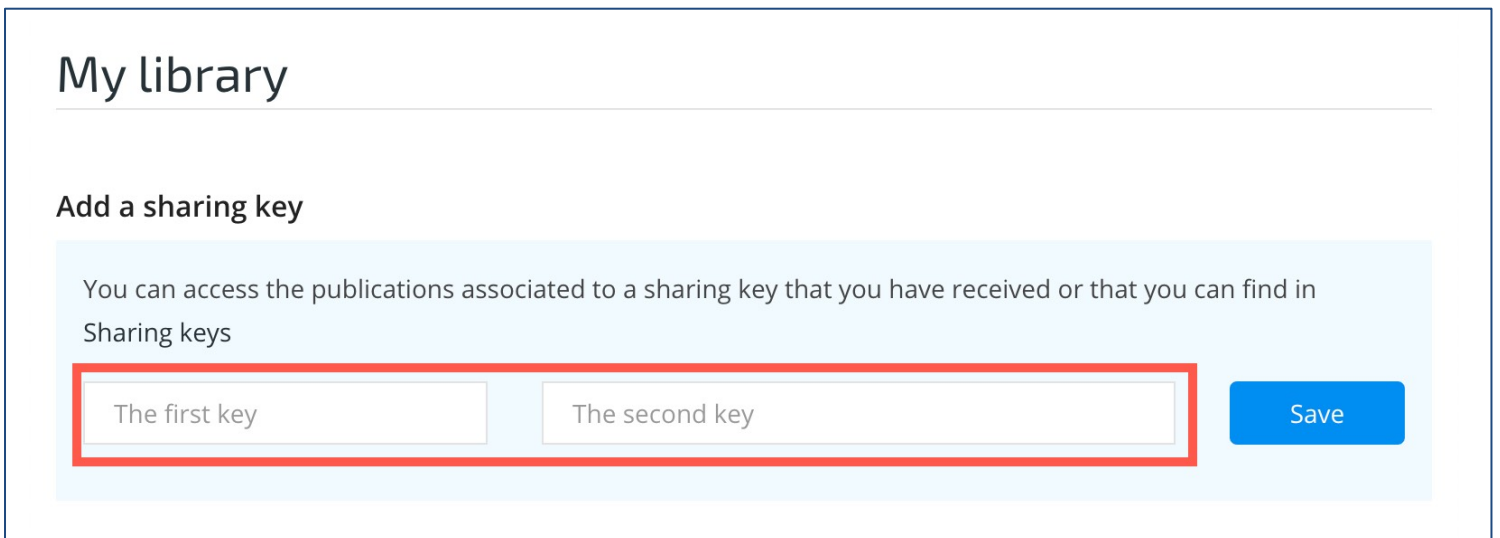 My library
Add a sharing key
You can access the publications associated to a sharing key that you have received or that you can find in
Sharing keys
The first key
The second key
Save